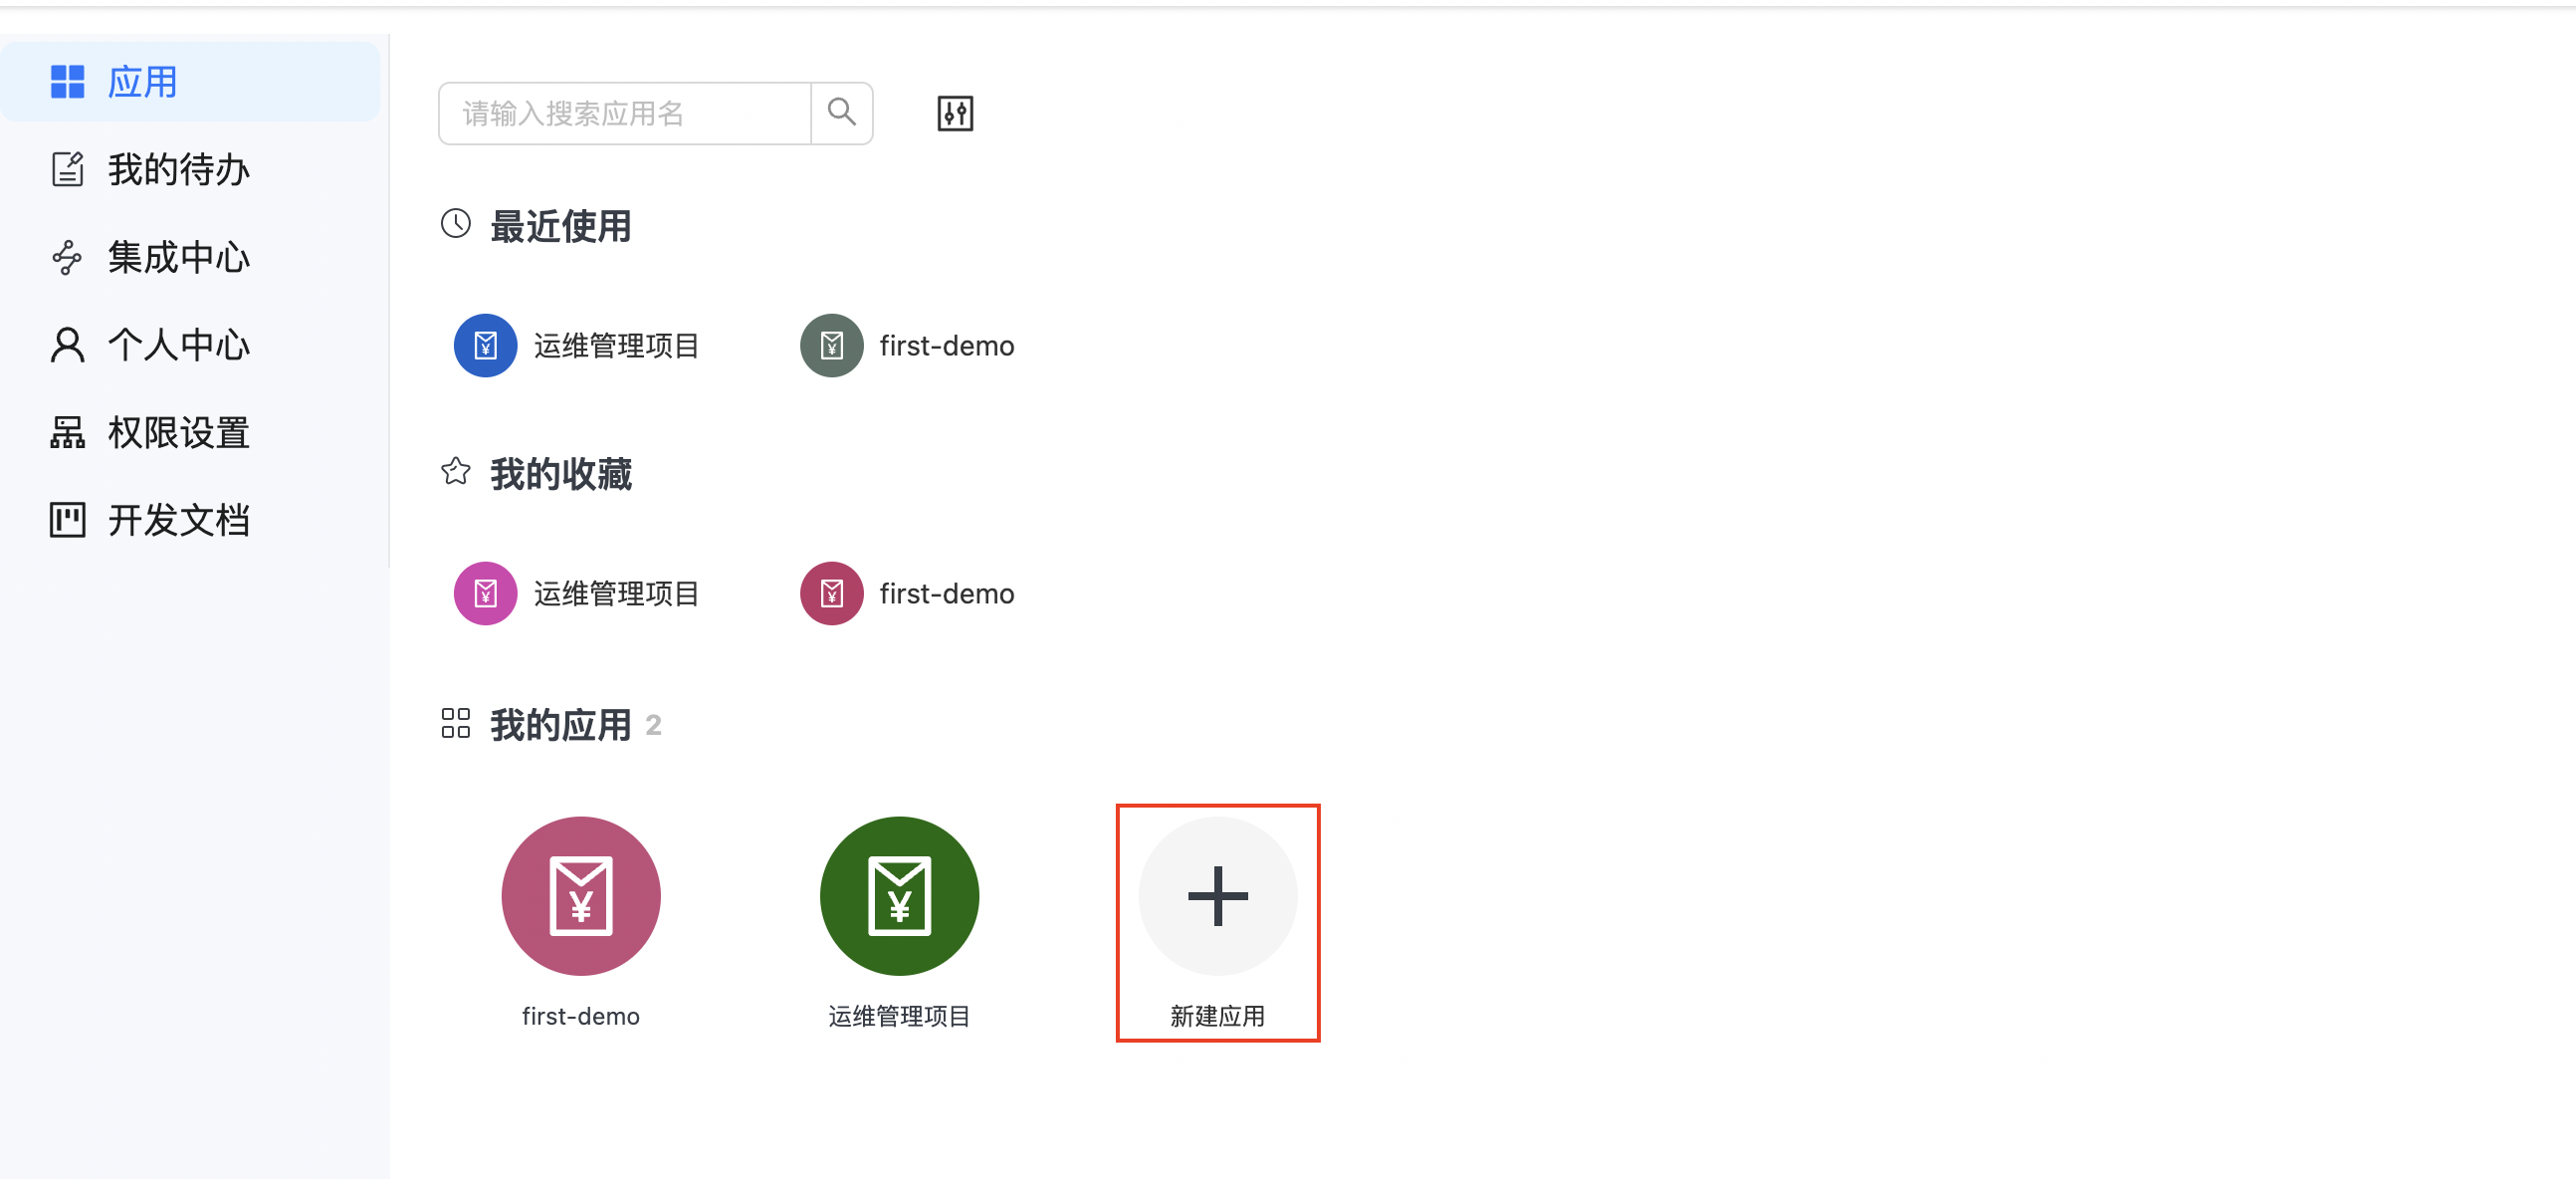 应用
我的待办
集成中心
个人中心
权限设置
开发文档
请输入搜索应用名
最近使用
运维管理项目 first-demo
我的收藏
运维管理项目 first-demo
我的应用 2
first-demo 运维管理项目 新建应用